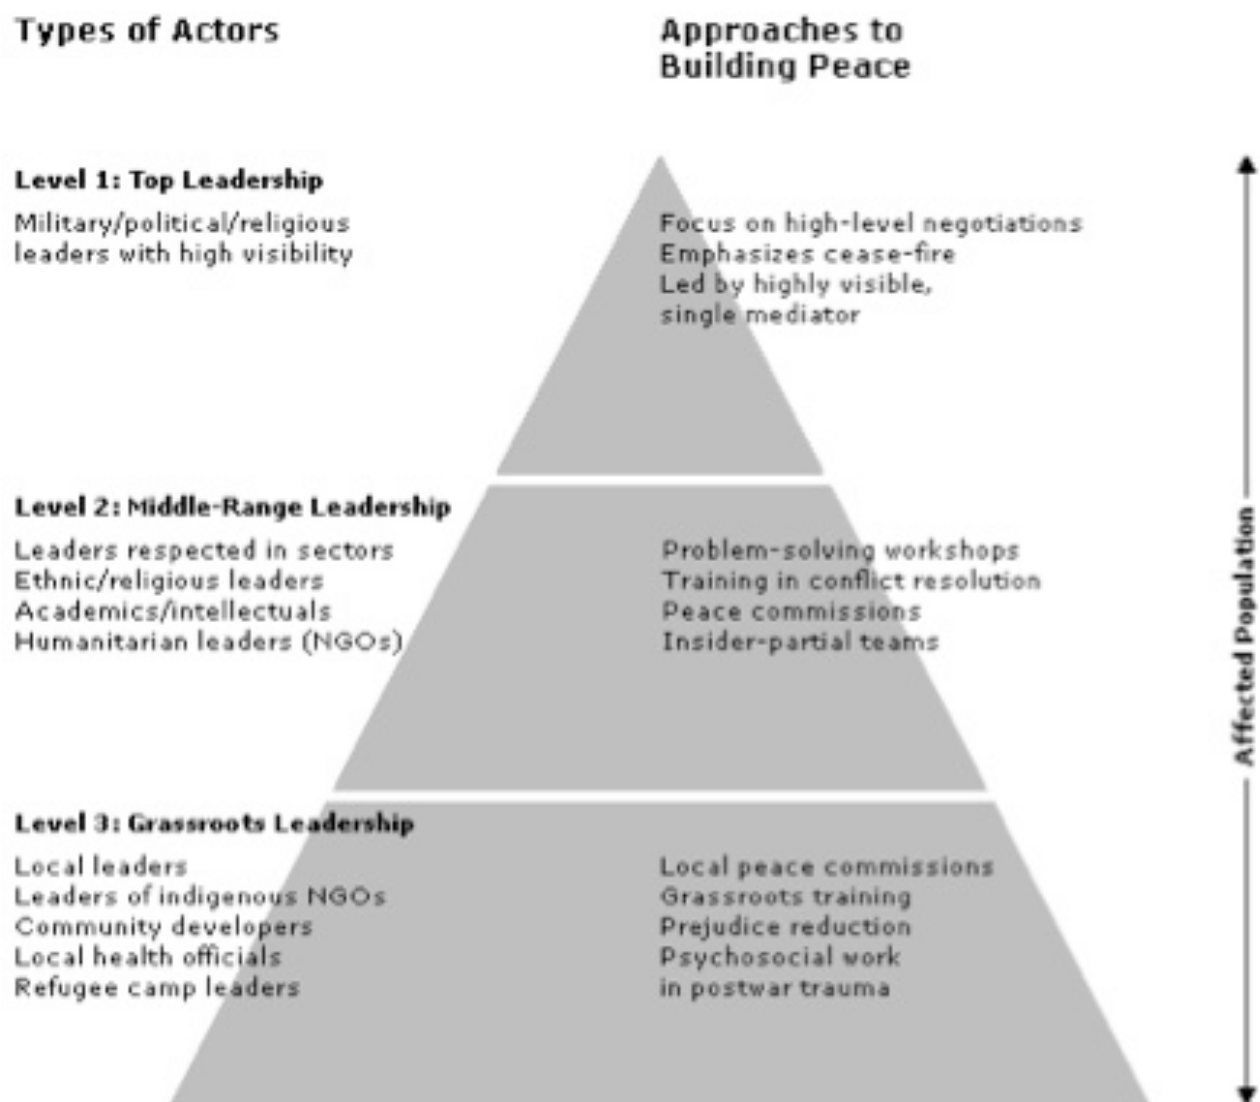 Types of Actors
Approaches to
Building Peace
Level 1: Top Leadership
Military/political/religious
leaders with high visibility
Focus on high-level negotiations
Emphasizes cease-fire
Led by highly visible,
single mediator
Level 2: Middle-Range Leadership
Leaders respected in sectors
Ethnic/religious leaders
Academics/intellectuals
Humanitarian leaders (NGOs)
Problem-solving workshops
Training in conflict resolution
Peace commissions
Insider-partial teams
Level 3: Grassroots Leadership
Local leaders
Leaders of indigenous NGOs
Community developers
Local health officials
Refugee camp leaders
Local peace commissions
Grassroots training
Prejudice reduction
Psychosocial work
in postwar trauma
Affected Population